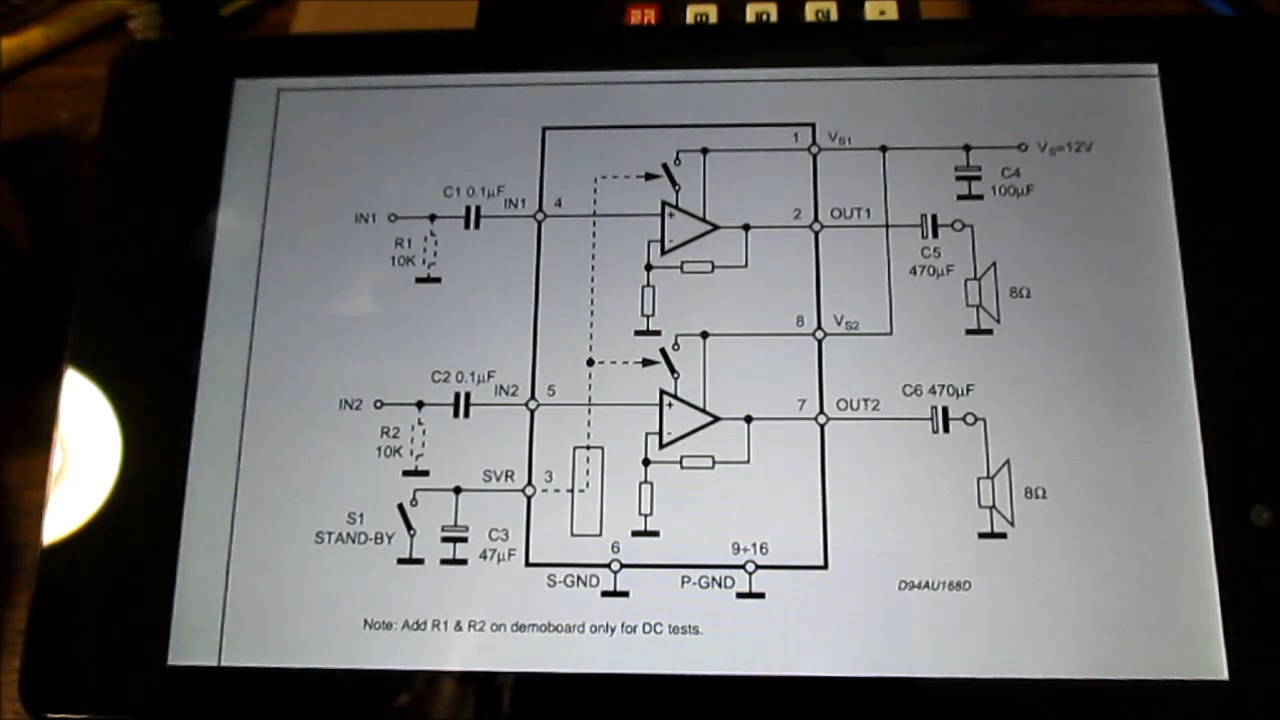 1
VS1
VS=12V
C4
100µF
C1 0.1µF
IN1
4
IN1
R1
10K
+
-
2
OUT1
C5
470µF
8Ω
8
VS2
C2 0.1µF
IN2
5
IN2
R2
10K
+
-
7
OUT2
C6 470µF
8Ω
SVR
3
S1
STAND-BY
C3
47µF
6
9÷16
S-GND
P-GND
D94AU168D
Note: Add R1 & R2 on demoboard only for DC tests.